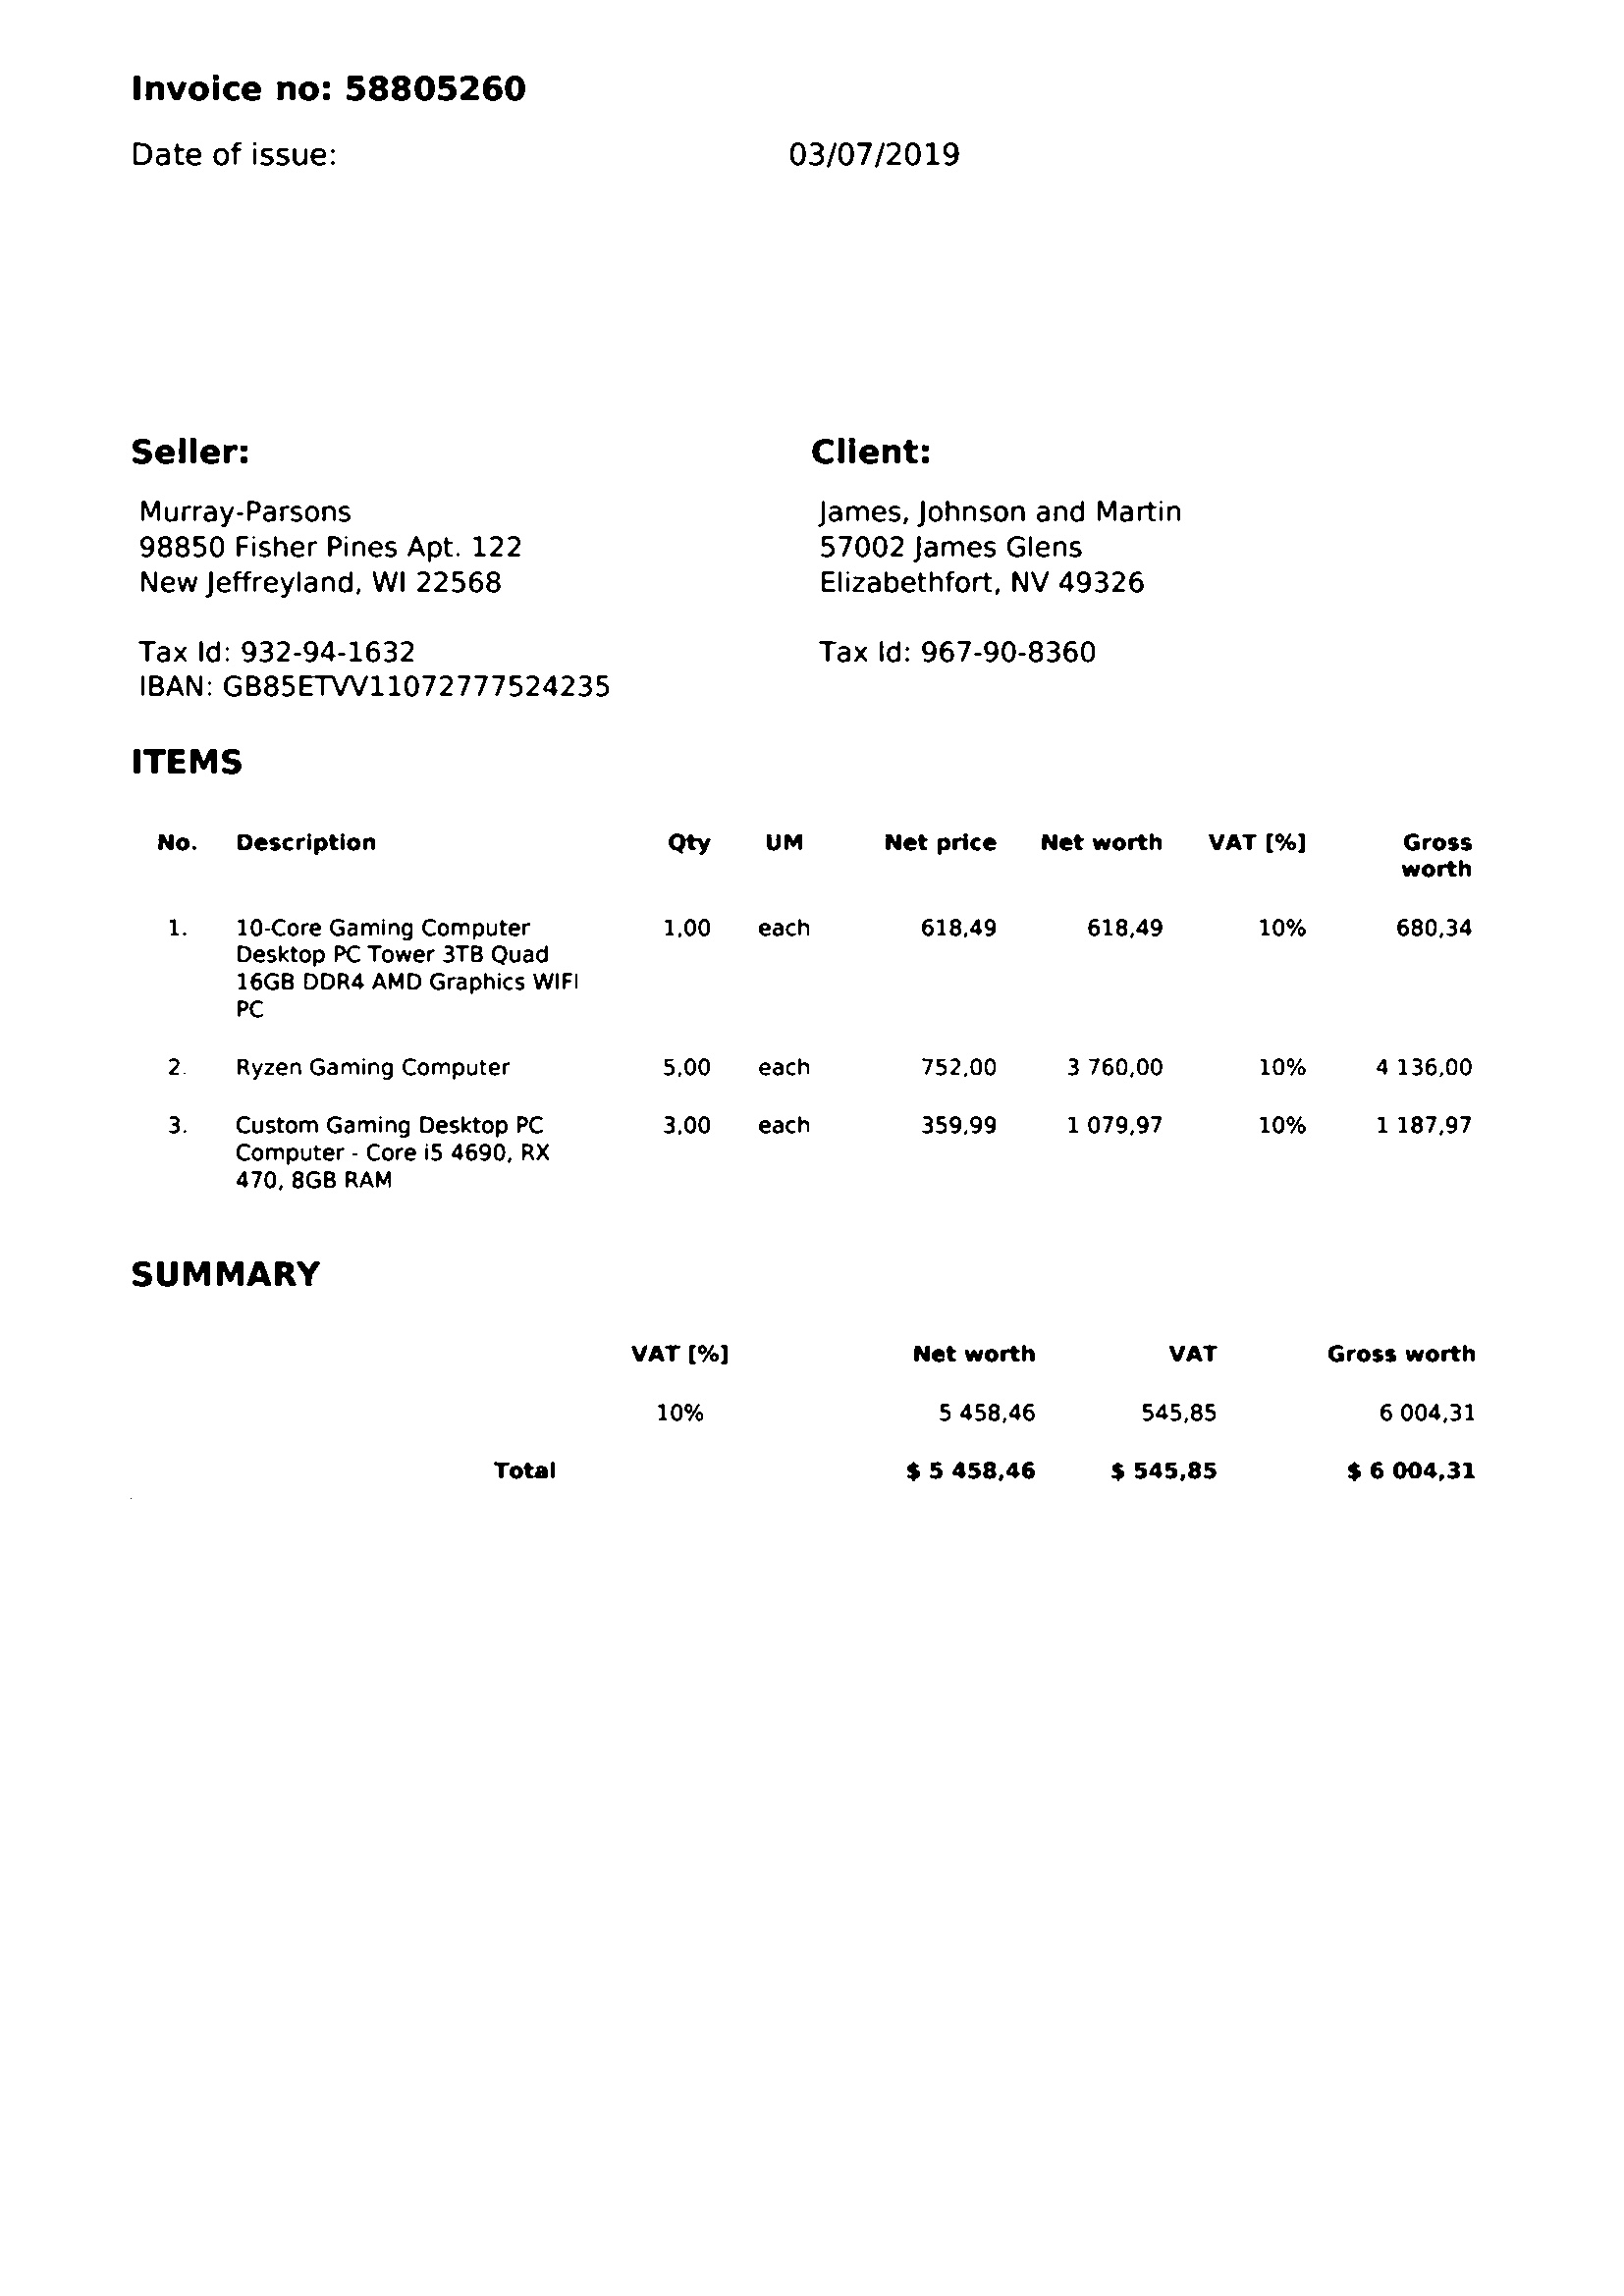 Invoice no: 58805260
Date of issue: 03/07/2019
Seller:
Murray-Parsons
98850 Fisher Pines Apt. 122
New Jeffreyland, WI 22568
Tax Id: 932-94-1632
IBAN: GB85ETVV11072777524235
Client:
James, Johnson and Martin
57002 James Glens
Elizabethfort, NV 49326
Tax Id: 967-90-8360
ITEMS
No. Description Qty UM Net price Net worth VAT [%] Gross worth
1. 10-Core Gaming Computer 1,00 each 618,49 618,49 10% 680,34
Desktop PC Tower 3TB Quad
16GB DDR4 AMD Graphics WIFI
PC
2. Ryzen Gaming Computer 5,00 each 752,00 3 760,00 10% 4 136,00
3. Custom Gaming Desktop PC 3,00 each 359,99 1 079,97 10% 1 187,97
Computer - Core i5 4690, RX
470, 8GB RAM
SUMMARY
VAT [%] Net worth VAT Gross worth
10% 5 458,46 545,85 6 004,31
Total $ 5 458,46 $ 545,85 $ 6 004,31